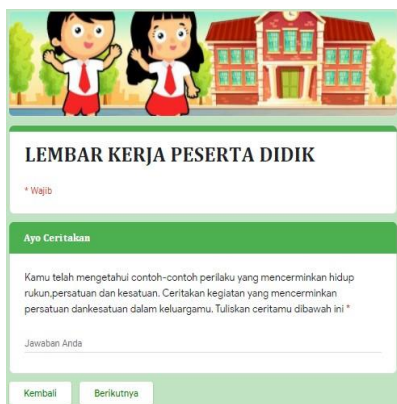 LEMBAR KERJA PESERTA DIDIK
* Wajib
Ayo Ceritakan
Kamu telah mengetahui contoh-contoh perilaku yang mencerminkan hidup
rukun,persatuan dan kesatuan. Ceritakan kegiatan yang mencerminkan
persatuan dankesatuan dalam keluargamu. Tuliskan ceritamu dibawah ini *
Jawaban Anda
Kembali Berikutnya